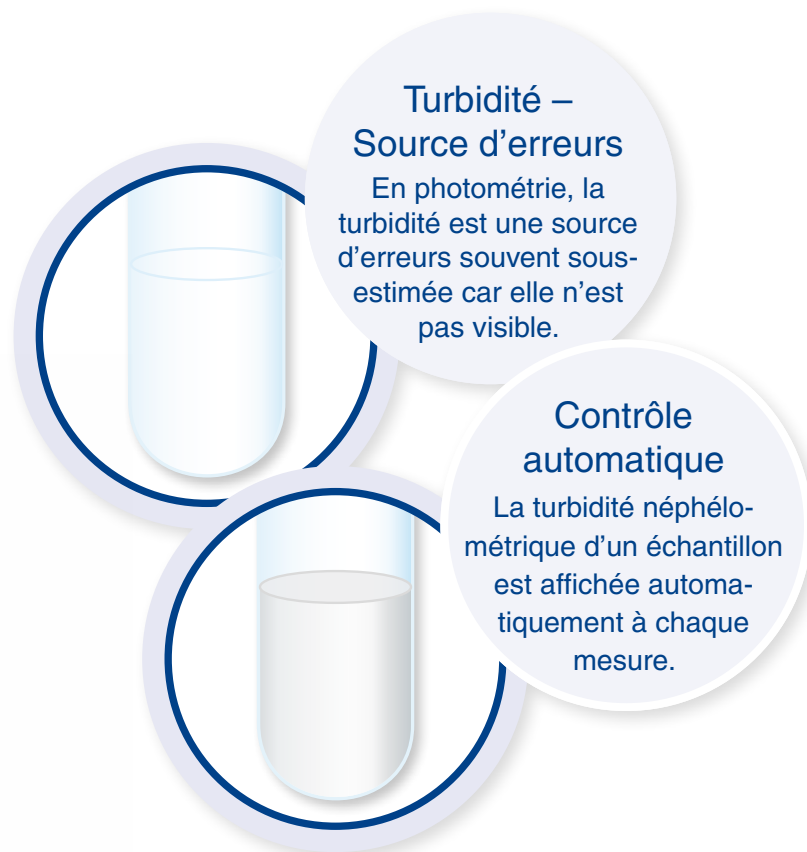 Turbidité –
Source d’erreurs
En photométrie, la
turbidité est une source
d’erreurs souvent sous-
estimée car elle n’est
pas visible.
Contrôle
automatique
La turbidité néphélo-
métrique d’un échantillon
est affichée automa-
tiquement à chaque
mesure.